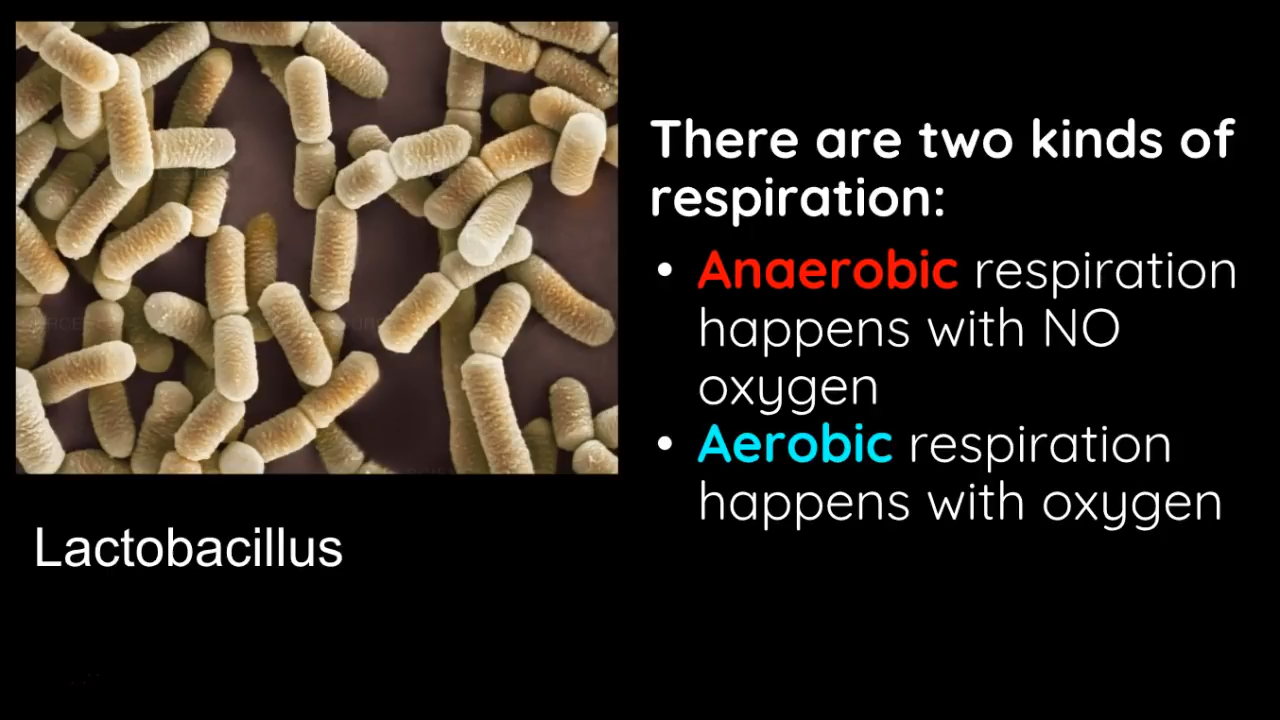 There are two kinds of
respiration:
• Anaerobic respiration
happens with NO
oxygen
• Aerobic respiration
happens with oxygen
Lactobacillus